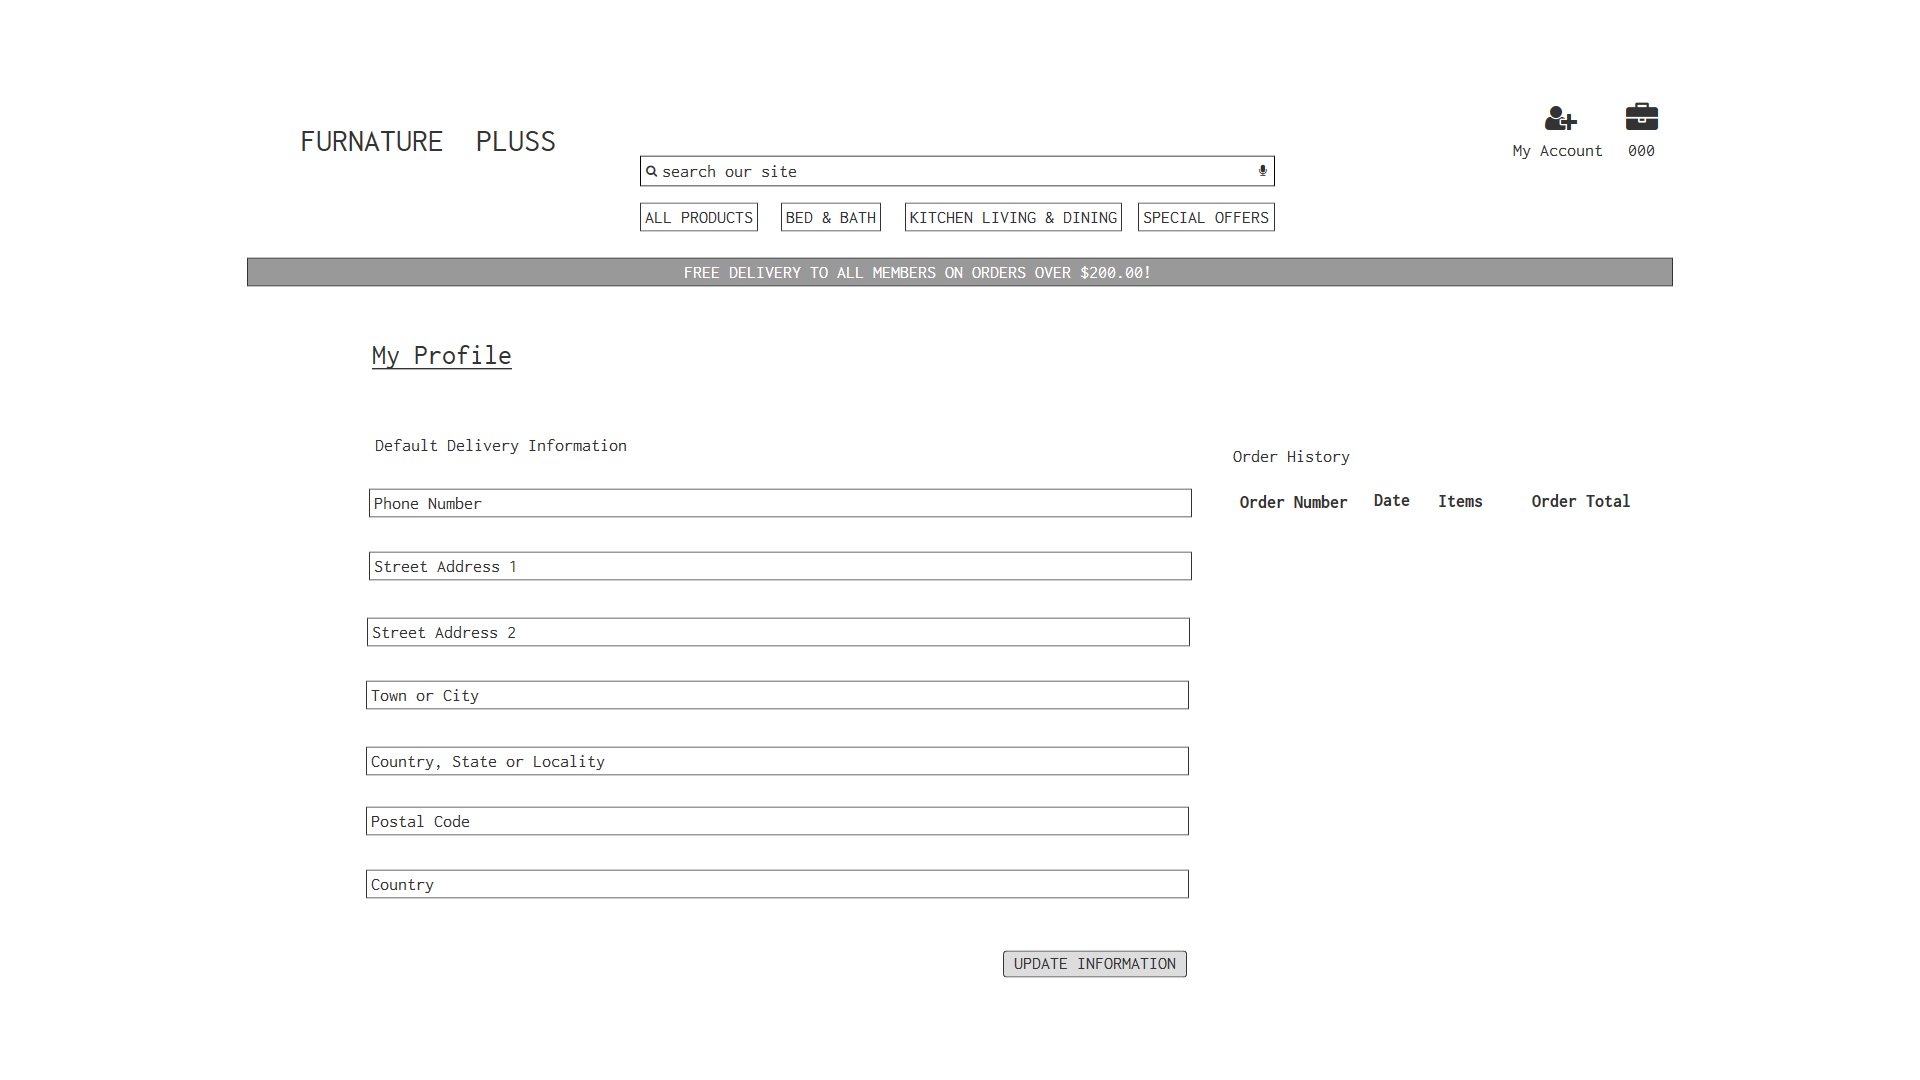 FURNATURE PLUSS
My Account
000
search our site
ALL PRODUCTS
BED & BATH
KITCHEN LIVING & DINING
SPECIAL OFFERS
FREE DELIVERY TO ALL MEMBERS ON ORDERS OVER $200.00!
My Profile
Default Delivery Information
Phone Number
Street Address 1
Street Address 2
Town or City
Country, State or Locality
Postal Code
Country
UPDATE INFORMATION
Order History
Order Number Date Items Order Total